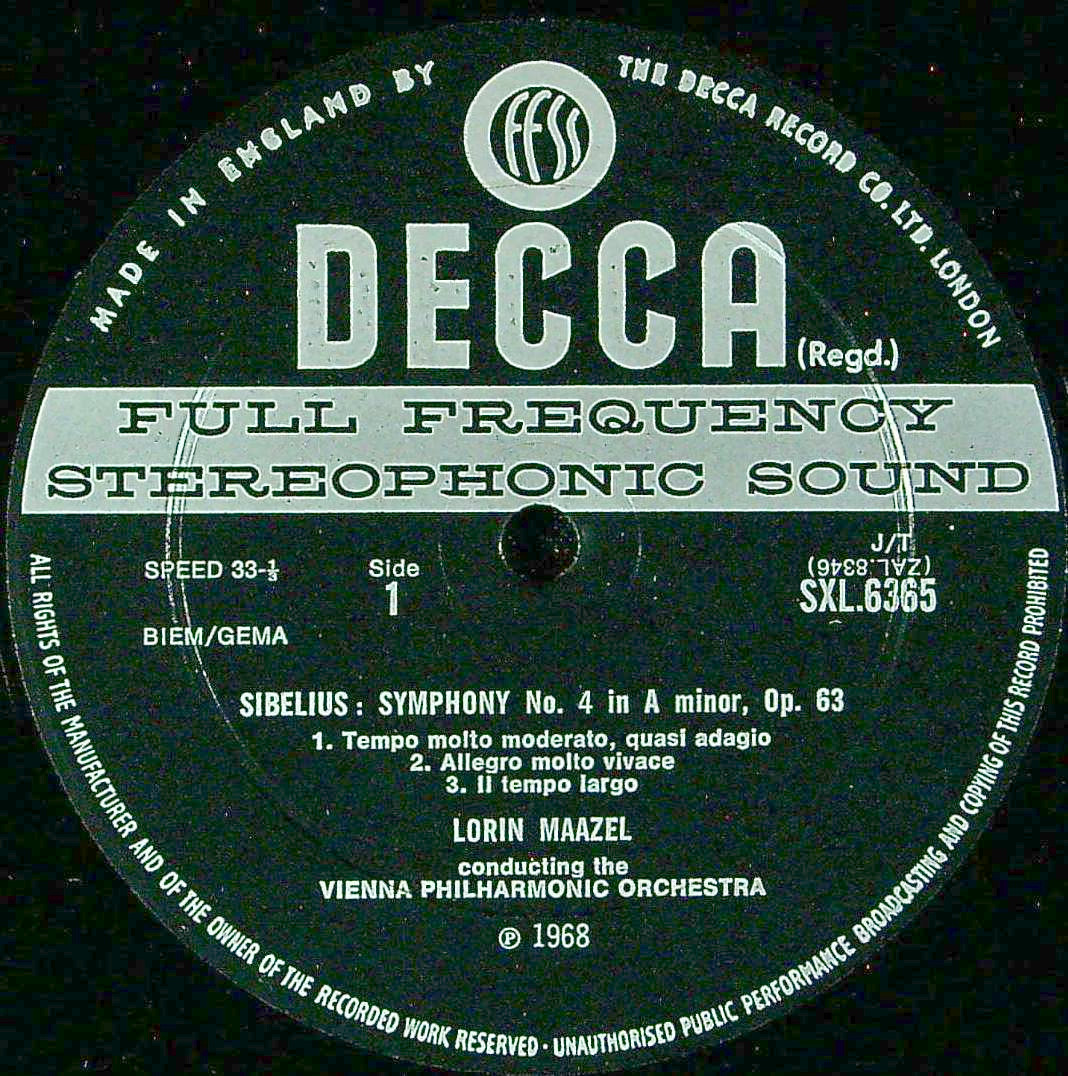 MADE IN ENGLAND BY
THE DECCA RECORD CO. LTD. LONDON
FFSS
DECCA
(Regd.)
FULL FREQUENCY
STEREOPHONIC SOUND
SPEED 33-⅓
Side
1
J/T
(ZAL.8346)
SXL.6365
BIEM/GEMA
SIBELIUS : SYMPHONY No. 4 in A minor, Op. 63
1. Tempo molto moderato, quasi adagio
2. Allegro molto vivace
3. Il tempo largo
LORIN MAAZEL
conducting the
VIENNA PHILHARMONIC ORCHESTRA
℗ 1968
ALL RIGHTS OF THE MANUFACTURER AND OF THE OWNER OF THE RECORDED WORK RESERVED · UNAUTHORISED PUBLIC PERFORMANCE BROADCASTING AND COPYING OF THIS RECORD PROHIBITED